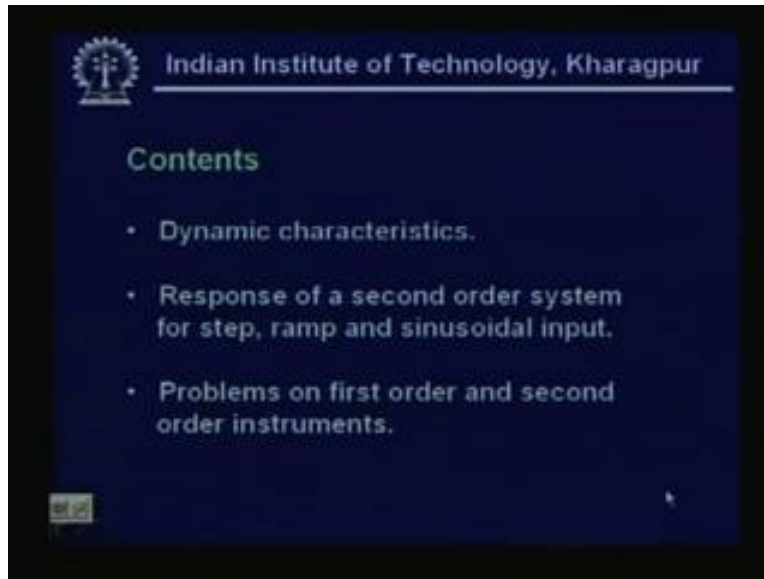 Indian Institute of Technology, Kharagpur
Contents
• Dynamic characteristics.
• Response of a second order system
for step, ramp and sinusoidal input.
• Problems on first order and second
order instruments.